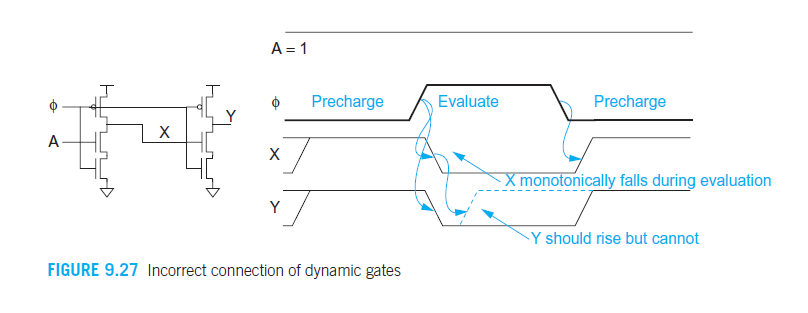 A = 1
ϕ Precharge Evaluate Precharge
ϕ
Y
X
A
X
X monotonically falls during evaluation
Y
Y should rise but cannot
FIGURE 9.27 Incorrect connection of dynamic gates